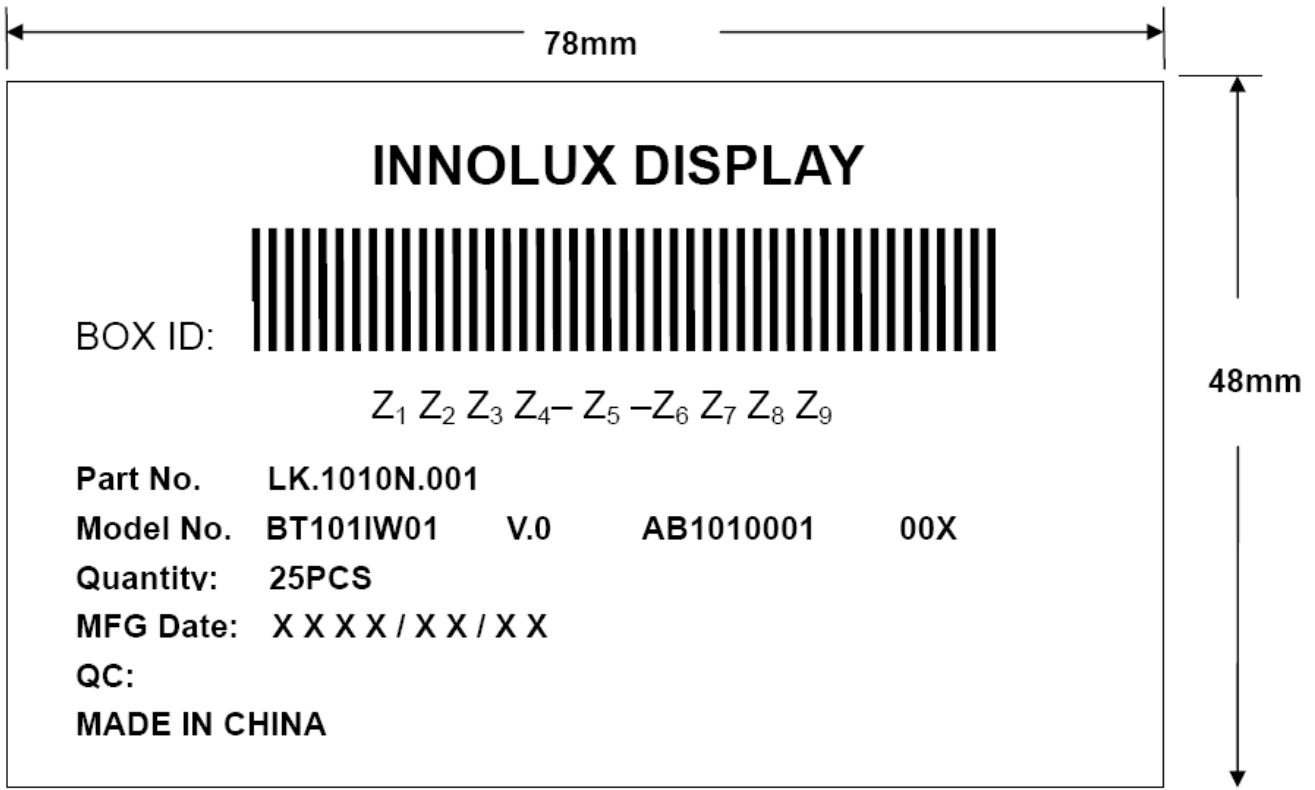 78mm
INNOLUX DISPLAY
BOX ID:
Z₁ Z₂ Z₃ Z₄– Z₅ –Z₆ Z₇ Z₈ Z₉
48mm
Part No. LK.1010N.001
Model No. BT101IW01 V.0 AB1010001 00X
Quantity: 25PCS
MFG Date: X X X X / X X / X X
QC:
MADE IN CHINA